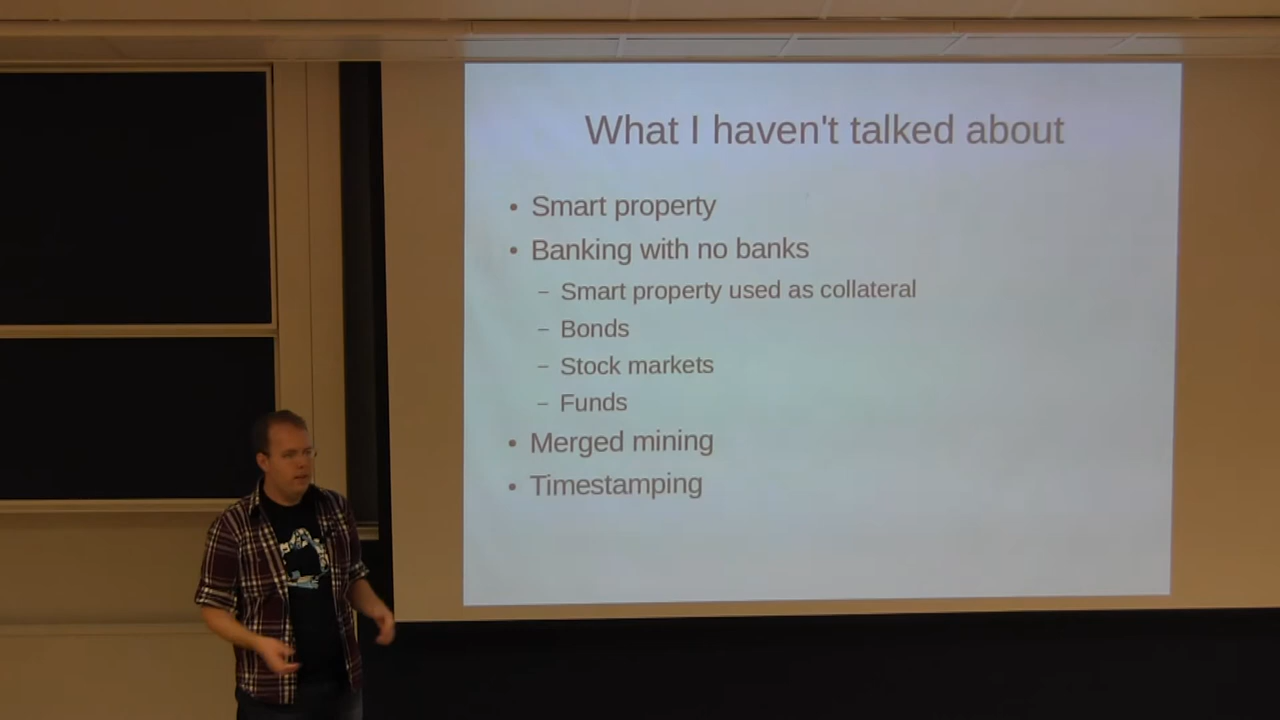 What I haven't talked about
• Smart property
• Banking with no banks
– Smart property used as collateral
– Bonds
– Stock markets
– Funds
• Merged mining
• Timestamping